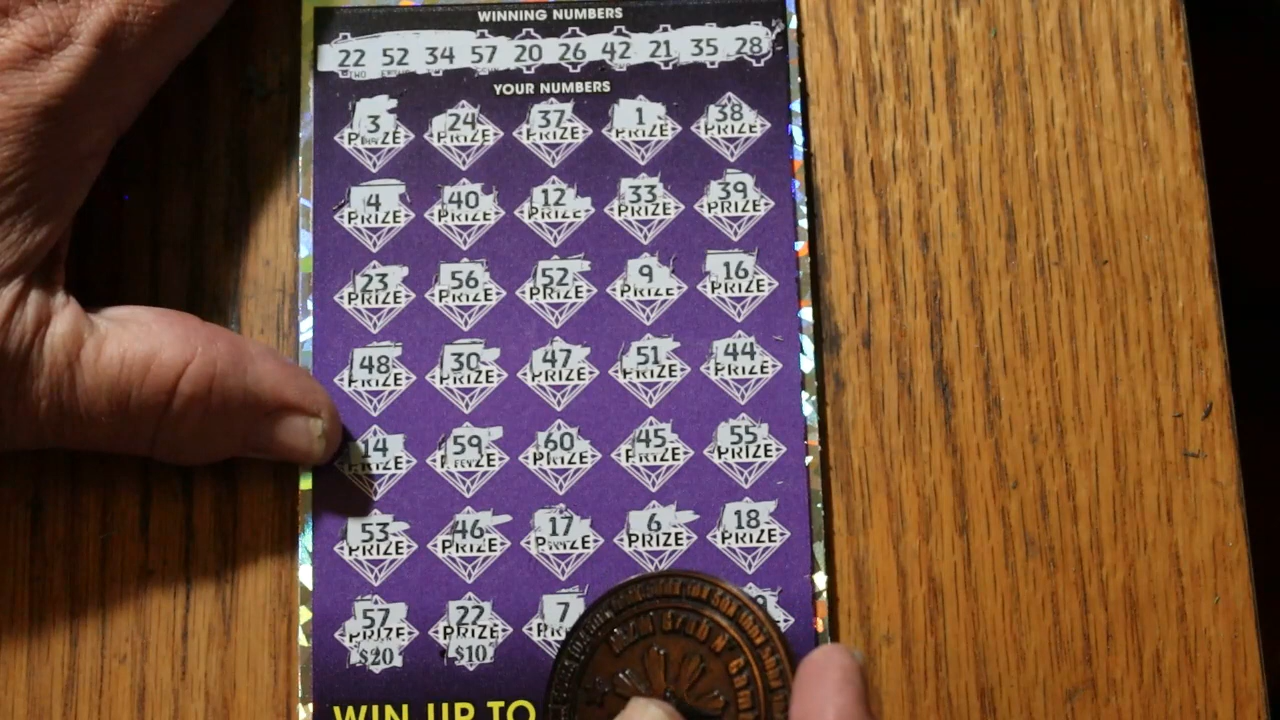 WINNING NUMBERS
22 52 34 57 20 26 42 21 35 28
YOUR NUMBERS
3 24 37 1 38
PRIZE PRIZE PRIZE PRIZE PRIZE
4 40 12 33 39
PRIZE PRIZE PRIZE PRIZE PRIZE
23 56 52 9 16
PRIZE PRIZE PRIZE PRIZE PRIZE
48 30 47 51 44
PRIZE PRIZE PRIZE PRIZE PRIZE
14 59 60 45 55
PRIZE PRIZE PRIZE PRIZE PRIZE
53 46 17 6 18
PRIZE PRIZE PRIZE PRIZE PRIZE
57 22 7
PRIZE PRIZE
$20 $10
WIN UP TO